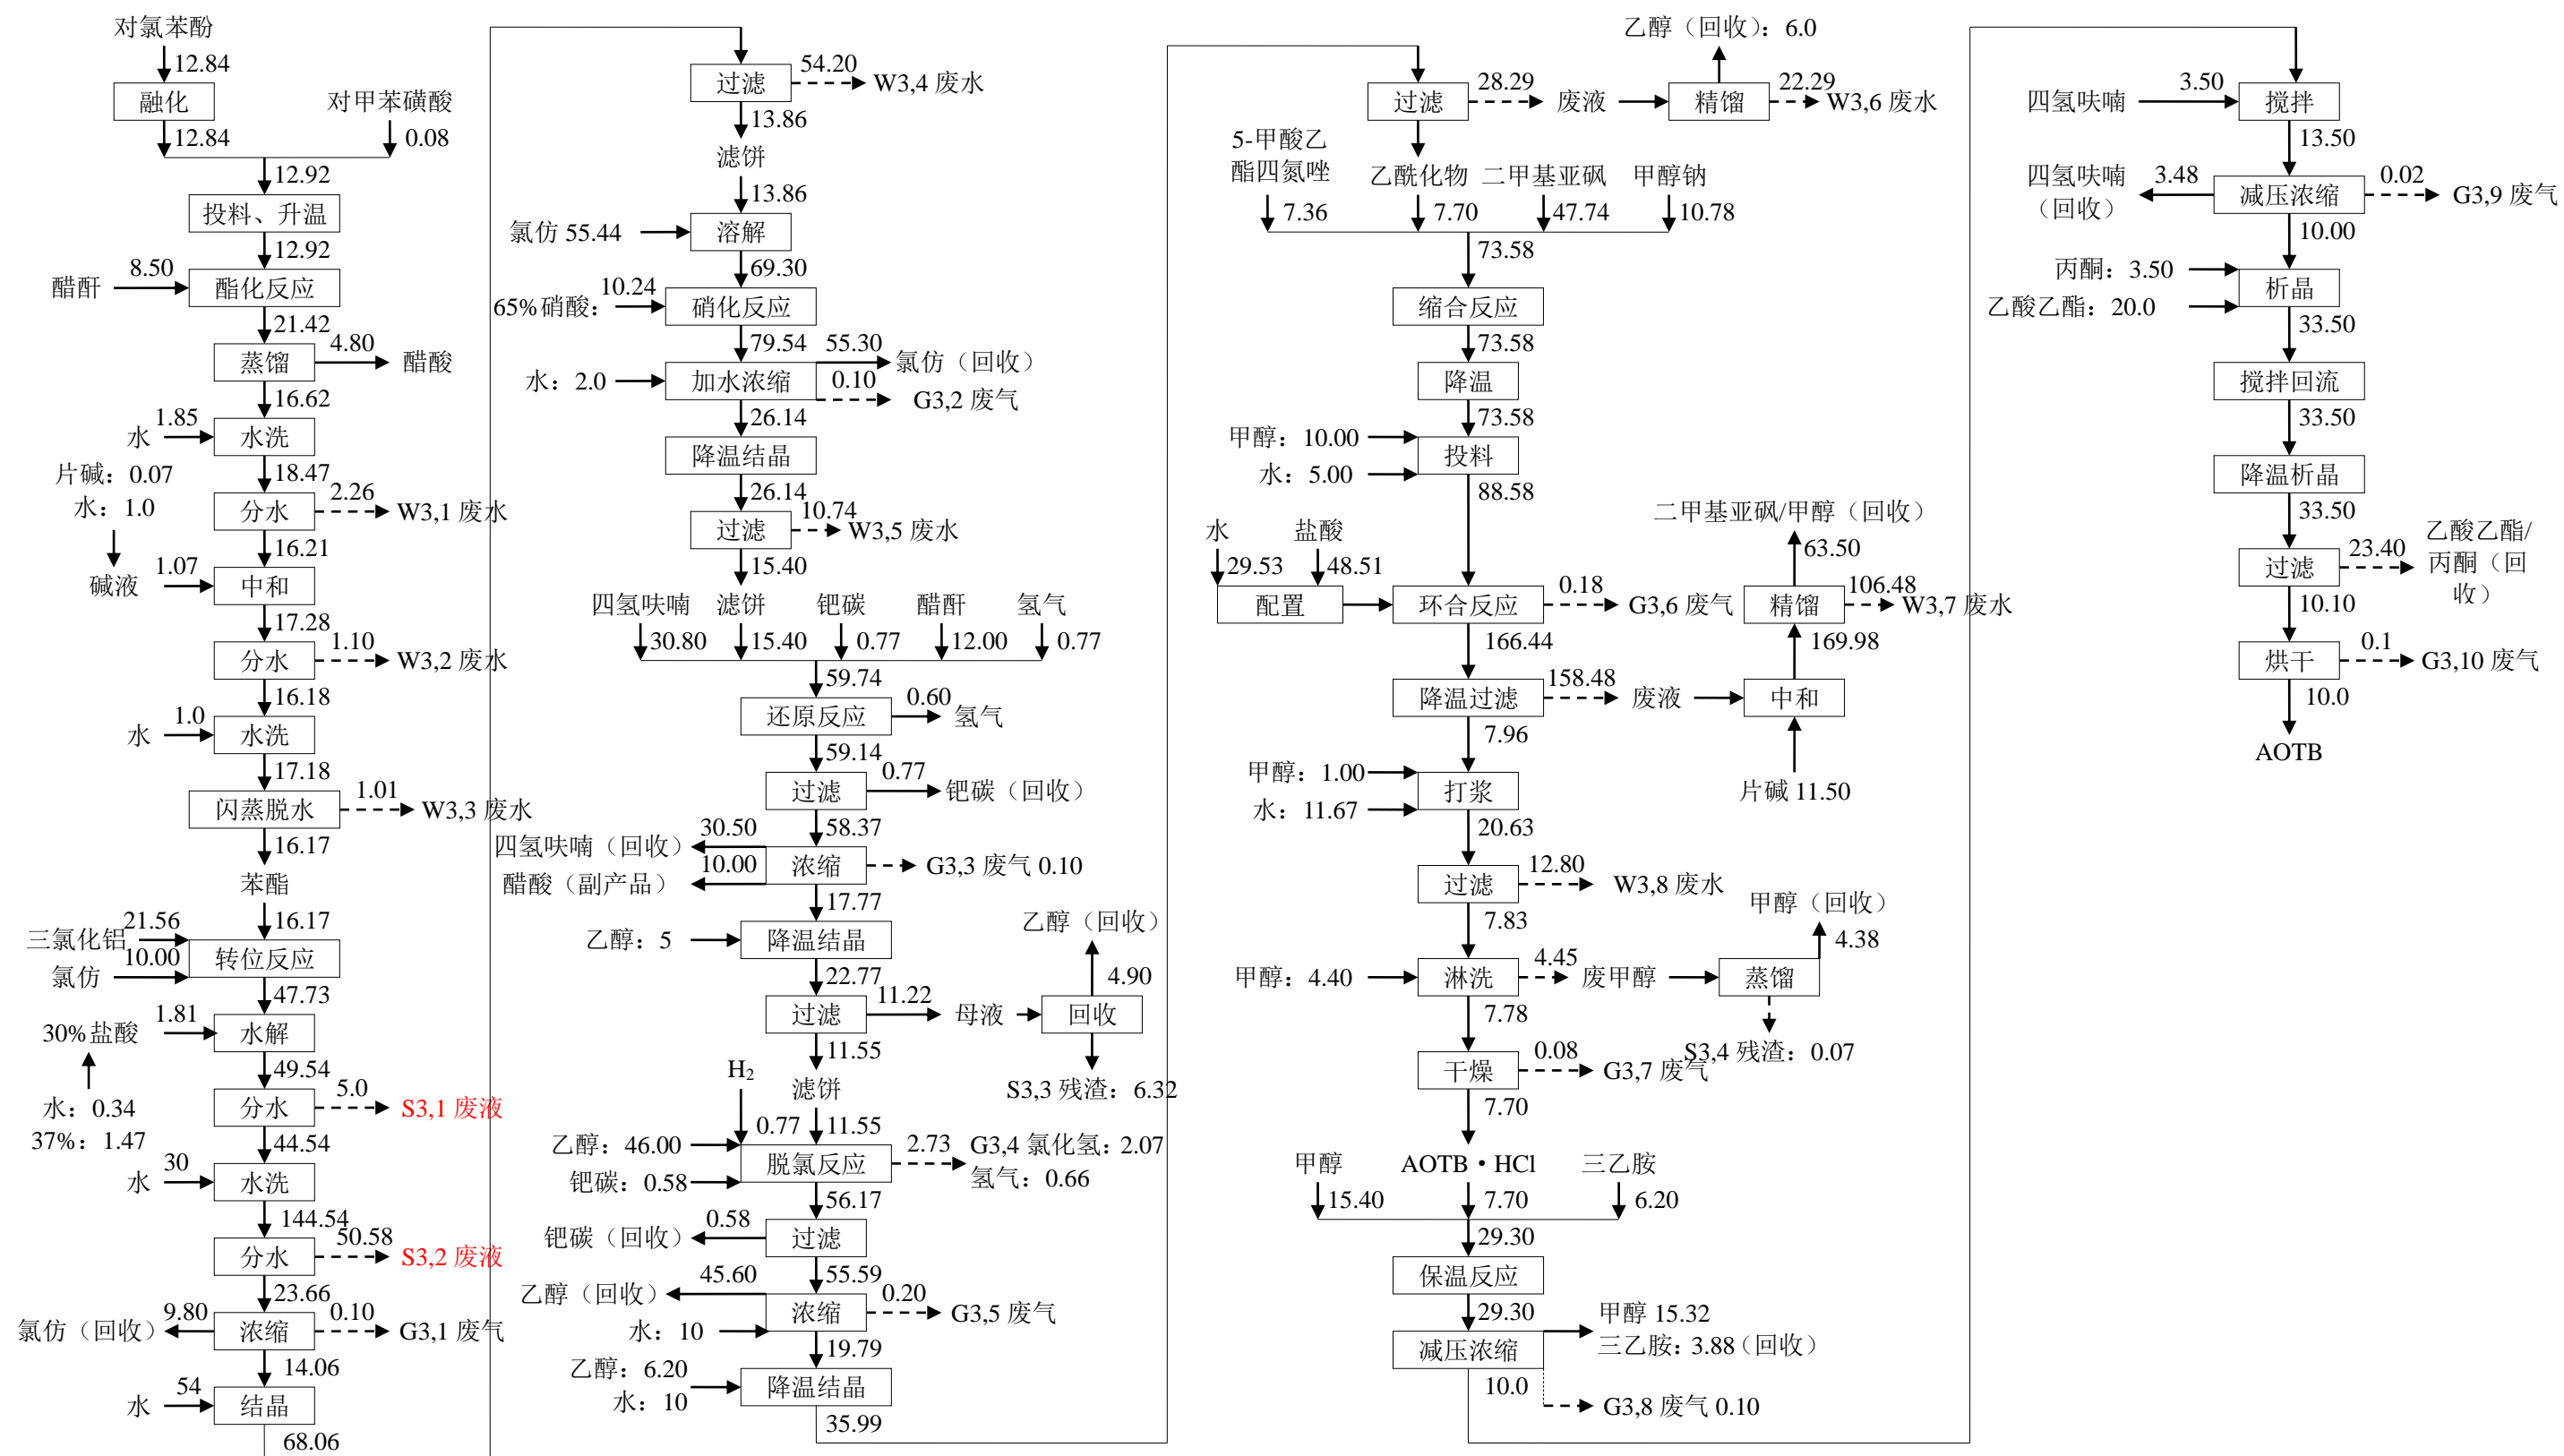 对氯苯酚
12.84
融化
对甲苯磺酸
12.84
0.08
12.92
投料、升温
12.92
醋酐
8.50
酯化反应
21.42
蒸馏
4.80
醋酸
16.62
水
1.85
水洗
片碱：0.07
水：1.0
18.47
分水
2.26
W3,1 废水
16.21
碱液
1.07
中和
17.28
分水
1.10
W3,2 废水
16.18
水
1.0
水洗
17.18
闪蒸脱水
1.01
W3,3 废水
16.17
苯酯
16.17
三氯化铝
21.56
氯仿
10.00
转位反应
47.73
30%盐酸
1.81
水解
水：0.34
37%：1.47
49.54
分水
5.0
S3,1 废液
44.54
水
30
水洗
144.54
分水
50.58
S3,2 废液
23.66
氯仿（回收）
9.80
浓缩
0.10
G3,1 废气
14.06
水
54
结晶
68.06
过滤
54.20
W3,4 废水
13.86
滤饼
13.86
氯仿 55.44
溶解
69.30
65%硝酸：
10.24
硝化反应
79.54
水：2.0
加水浓缩
55.30
氯仿（回收）
0.10
G3,2 废气
26.14
降温结晶
26.14
过滤
10.74
W3,5 废水
15.40
四氢呋喃
滤饼
钯碳
醋酐
氢气
30.80
15.40
0.77
12.00
0.77
59.74
还原反应
0.60
氢气
59.14
过滤
0.77
钯碳（回收）
58.37
四氢呋喃（回收）
30.50
醋酸（副产品）
10.00
浓缩
G3,3 废气 0.10
17.77
乙醇：5
降温结晶
乙醇（回收）
22.77
4.90
过滤
11.22
母液
回收
11.55
S3,3 残渣：6.32
H2
滤饼
0.77
11.55
乙醇：46.00
钯碳：0.58
脱氯反应
2.73
G3,4 氯化氢：2.07
氢气：0.66
56.17
钯碳（回收）
0.58
过滤
55.59
乙醇（回收）
45.60
水：10
浓缩
0.20
G3,5 废气
19.79
乙醇：6.20
水：10
降温结晶
35.99
乙醇（回收）：6.0
过滤
28.29
废液
精馏
22.29
W3,6 废水
5-甲酸乙
酯四氮唑
乙酰化物
二甲基亚砜
甲醇钠
7.36
7.70
47.74
10.78
73.58
缩合反应
73.58
降温
73.58
甲醇：10.00
水：5.00
投料
88.58
水
盐酸
29.53
48.51
配置
环合反应
0.18
G3,6 废气
二甲基亚砜/甲醇（回收）
63.50
精馏
106.48
W3,7 废水
166.44
169.98
降温过滤
158.48
废液
中和
片碱 11.50
7.96
甲醇：1.00
水：11.67
打浆
20.63
过滤
12.80
W3,8 废水
7.83
甲醇（回收）
4.38
甲醇：4.40
淋洗
4.45
废甲醇
蒸馏
S3,4 残渣：0.07
7.78
干燥
0.08
G3,7 废气
7.70
甲醇
AOTB·HCl
三乙胺
15.40
7.70
6.20
29.30
保温反应
29.30
减压浓缩
甲醇 15.32
三乙胺：3.88（回收）
10.0
G3,8 废气 0.10
四氢呋喃
3.50
搅拌
13.50
四氢呋喃
（回收）
3.48
减压浓缩
0.02
G3,9 废气
10.00
丙酮：3.50
乙酸乙酯：20.0
析晶
33.50
搅拌回流
33.50
降温析晶
33.50
过滤
23.40
乙酸乙酯/
丙酮（回
收）
10.10
烘干
0.1
G3,10 废气
10.0
AOTB